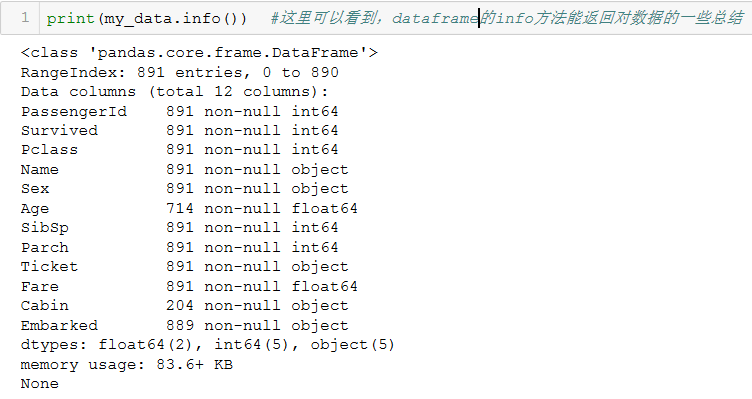 1 print(my_data.info())  #这里可以看到，dataframe的info方法能返回对数据的一些总结
<class 'pandas.core.frame.DataFrame'>
RangeIndex: 891 entries, 0 to 890
Data columns (total 12 columns):
PassengerId    891 non-null int64
Survived       891 non-null int64
Pclass         891 non-null int64
Name           891 non-null object
Sex            891 non-null object
Age            714 non-null float64
SibSp          891 non-null int64
Parch          891 non-null int64
Ticket         891 non-null object
Fare           891 non-null float64
Cabin          204 non-null object
Embarked       889 non-null object
dtypes: float64(2), int64(5), object(5)
memory usage: 83.6+ KB
None